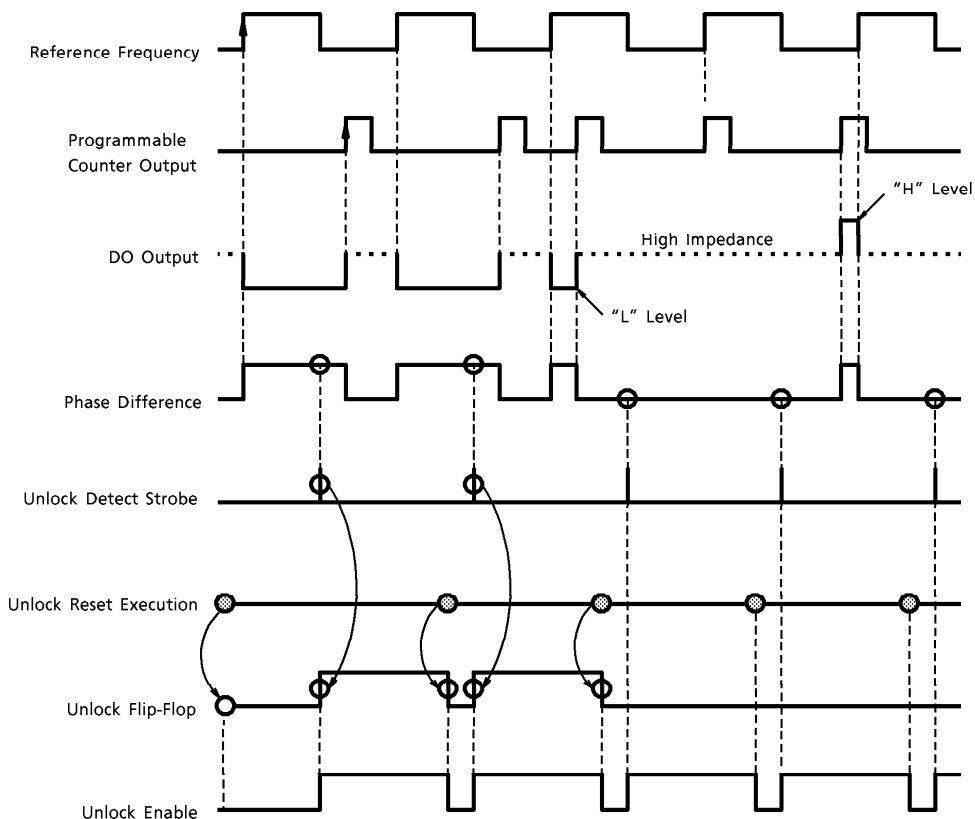 Reference Frequency
Programmable
Counter Output
"H" Level
High Impedance
DO Output
"L" Level
Phase Difference
Unlock Detect Strobe
Unlock Reset Execution
Unlock Flip-Flop
Unlock Enable